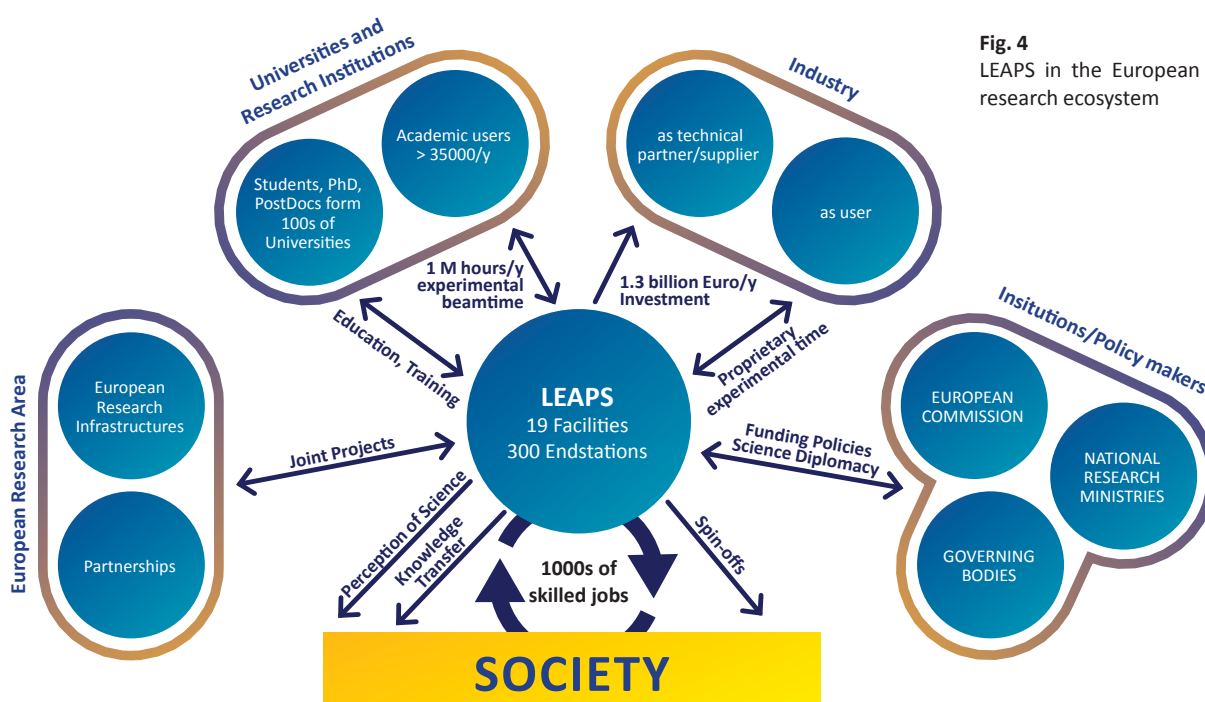 Fig. 4
LEAPS in the European
research ecosystem
Universities and
Research Institutions
Academic users
> 35000/y
Students, PhD,
PostDocs form
100s of
Universities
Industry
as technical
partner/supplier
as user
1 M hours/y
experimental
beamtime
1.3 billion Euro/y
Investment
Education, Training
Proprietary
experimental time
Insitutions/Policy makers
EUROPEAN
COMMISSION
NATIONAL
RESEARCH
MINISTRIES
GOVERNING
BODIES
European Research Area
European
Research
Infrastructures
Partnerships
Joint Projects
LEAPS
19 Facilities
300 Endstations
Funding Policies
Science Diplomacy
Perception of Science
Knowledge
Transfer
1000s of
skilled jobs
Spin-offs
SOCIETY